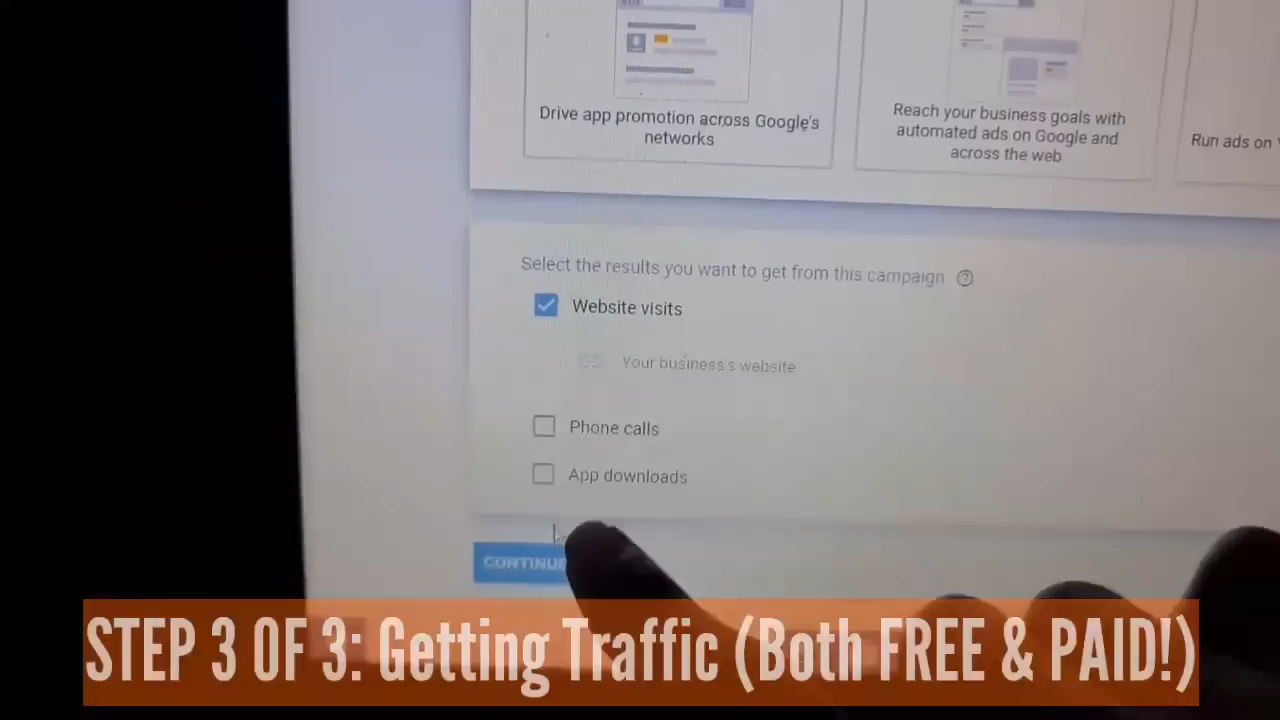 Drive app promotion across Google's
networks
Reach your business goals with
automated ads on Google and
across the web
Run ads on
Select the results you want to get from this campaign
Website visits
Your business's website
Phone calls
App downloads
CONTINUE
STEP 3 OF 3: Getting Traffic (Both FREE & PAID!)